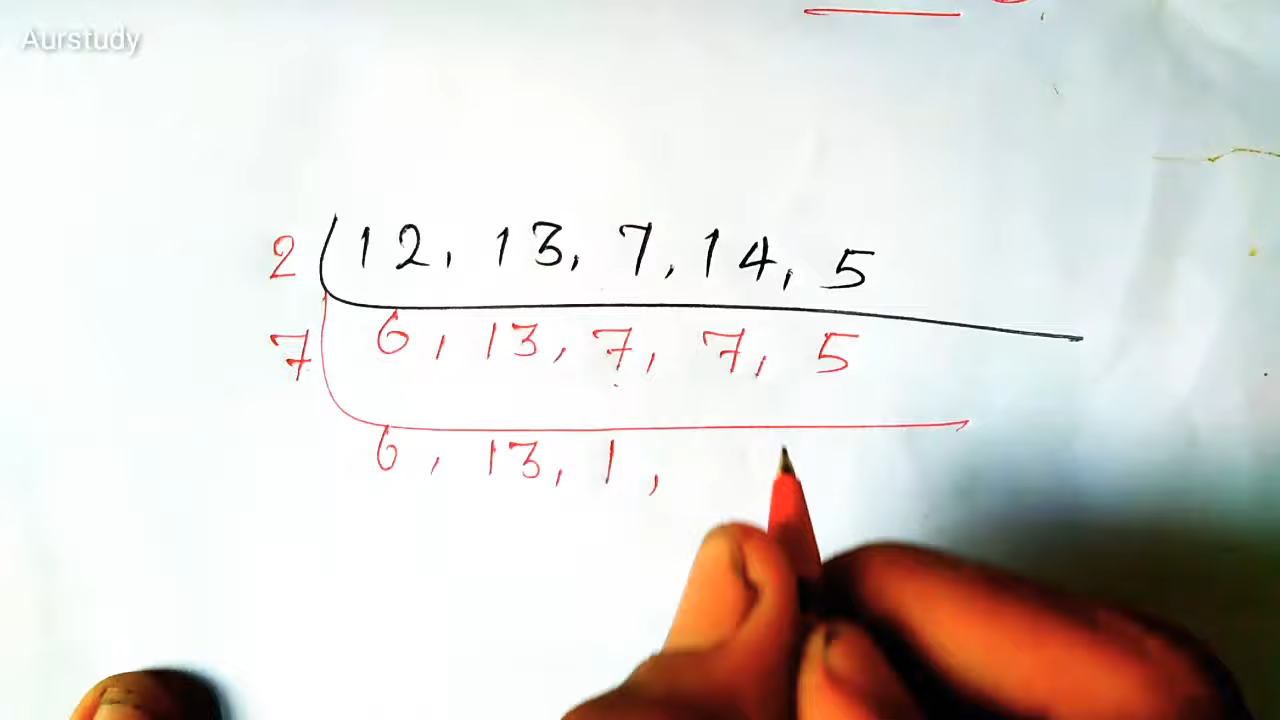 Aurstudy
2 12, 13, 7, 14, 5
7 6, 13, 7, 7, 5
6, 13, 1,